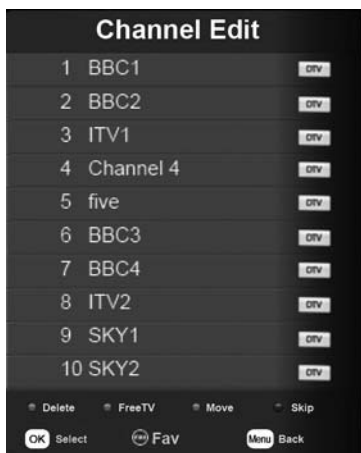 Channel Edit
1 BBC1 DTV
2 BBC2 DTV
3 ITV1 DTV
4 Channel 4 DTV
5 five DTV
6 BBC3 DTV
7 BBC4 DTV
8 ITV2 DTV
9 SKY1 DTV
10 SKY2 DTV
Delete FreeTV Move Skip
OK Select FAV Fav Menu Back